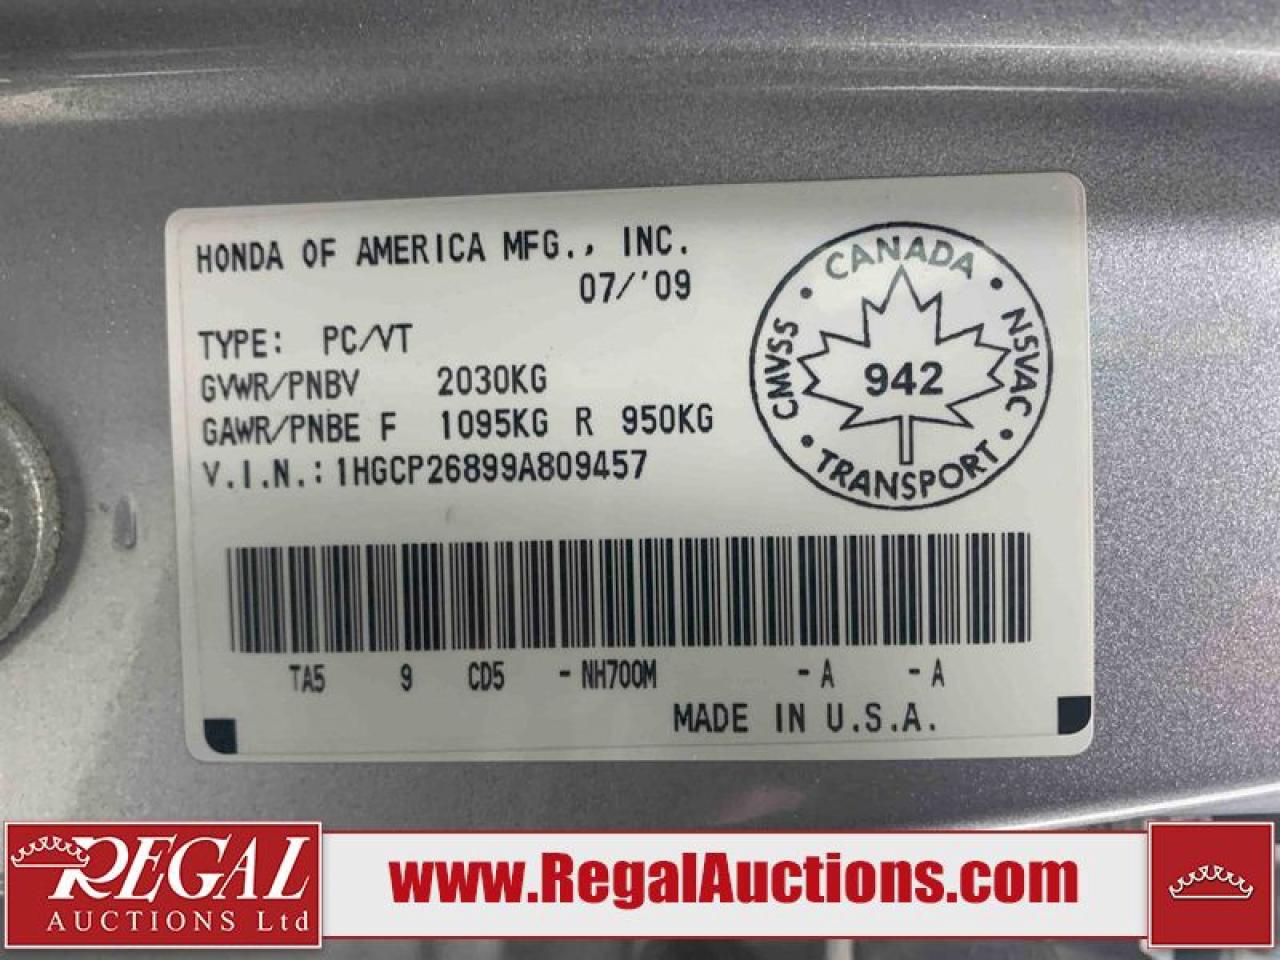 HONDA OF AMERICA MFG., INC.
07/'09
TYPE: PC/VT
GVWR/PNBV 2030KG
GAWR/PNBE F 1095KG R 950KG
V.I.N.: 1HGCP26899A809457
CANADA
CMVSS
NSVAC
942
TRANSPORT
TA5 9 CD5 - NH700M - A - A
MADE IN U.S.A.
REGAL
AUCTIONS Ltd
www.RegalAuctions.com